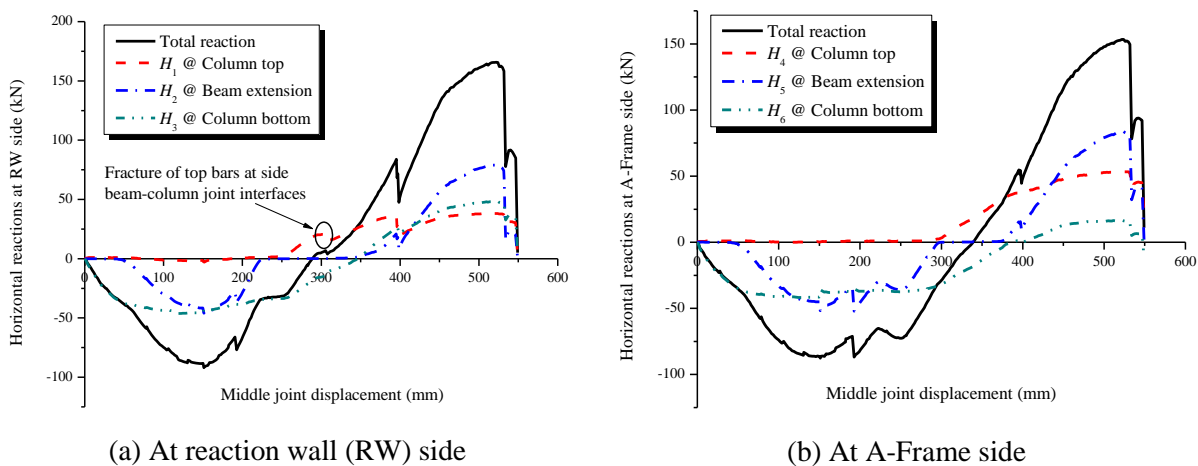 Horizontal reactions at RW side (kN)
200
150
100
50
0
-50
-100
Total reaction
H1 @ Column top
H2 @ Beam extension
H3 @ Column bottom
Fracture of top bars at side
beam-column joint interfaces
0 100 200 300 400 500 600
Middle joint displacement (mm)
(a) At reaction wall (RW) side
Horizontal reactions at A-Frame side (kN)
150
100
50
0
-50
-100
Total reaction
H4 @ Column top
H5 @ Beam extension
H6 @ Column bottom
0 100 200 300 400 500 600
Middle joint displacement (mm)
(b) At A-Frame side